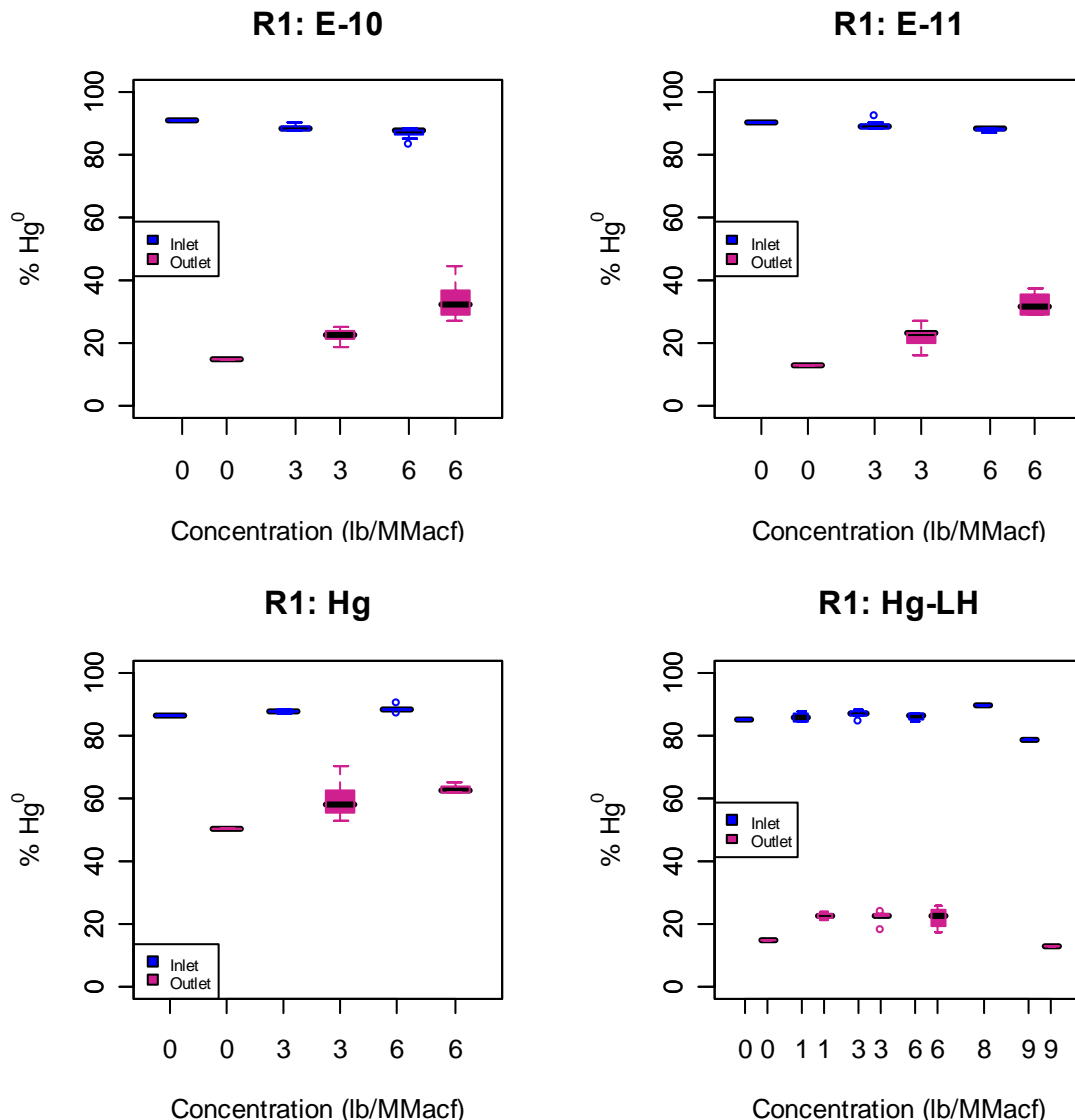 R1: E-10
% Hg⁰
100
80
60
40
20
0
Inlet
Outlet
0 0 3 3 6 6
Concentration (lb/MMacf)
R1: E-11
% Hg⁰
100
80
60
40
20
0
Inlet
Outlet
0 0 3 3 6 6
Concentration (lb/MMacf)
R1: Hg
% Hg⁰
100
80
60
40
20
0
Inlet
Outlet
0 0 3 3 6 6
Concentration (lb/MMacf)
R1: Hg-LH
% Hg⁰
100
80
60
40
20
0
Inlet
Outlet
0 0 1 1 3 3 6 6 8 9 9
Concentration (lb/MMacf)